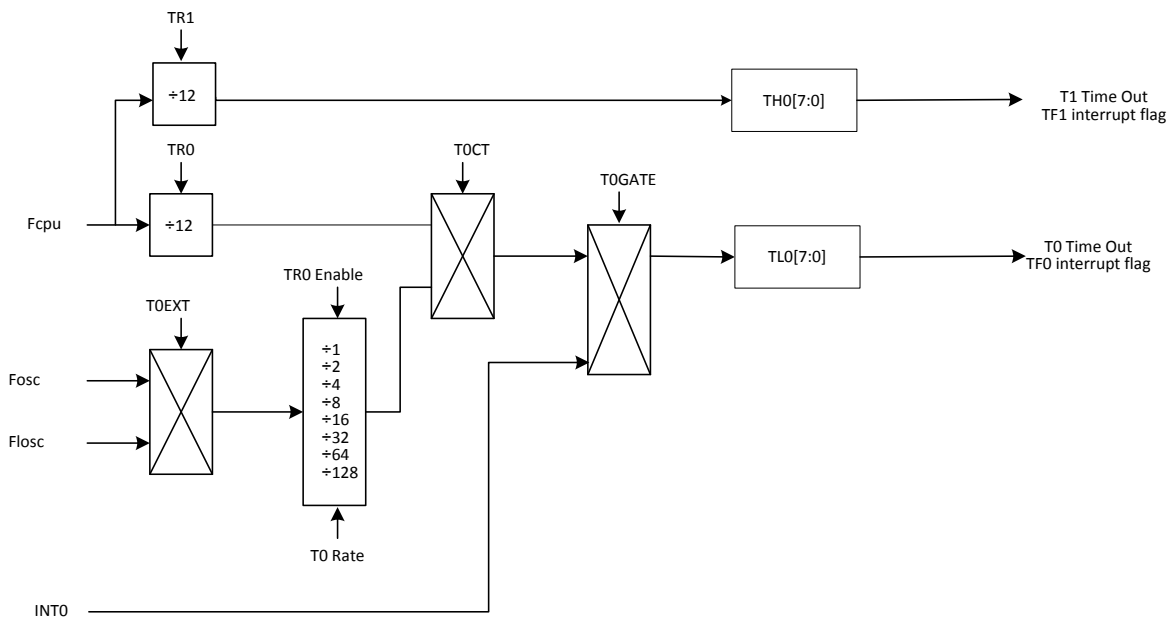 TR1
÷12
TH0[7:0]
T1 Time Out
TF1 interrupt flag
TR0
T0CT
T0GATE
Fcpu
÷12
TL0[7:0]
T0 Time Out
TF0 interrupt flag
TR0 Enable
T0EXT
÷1
÷2
÷4
÷8
÷16
÷32
÷64
÷128
Fosc
Flosc
T0 Rate
INT0